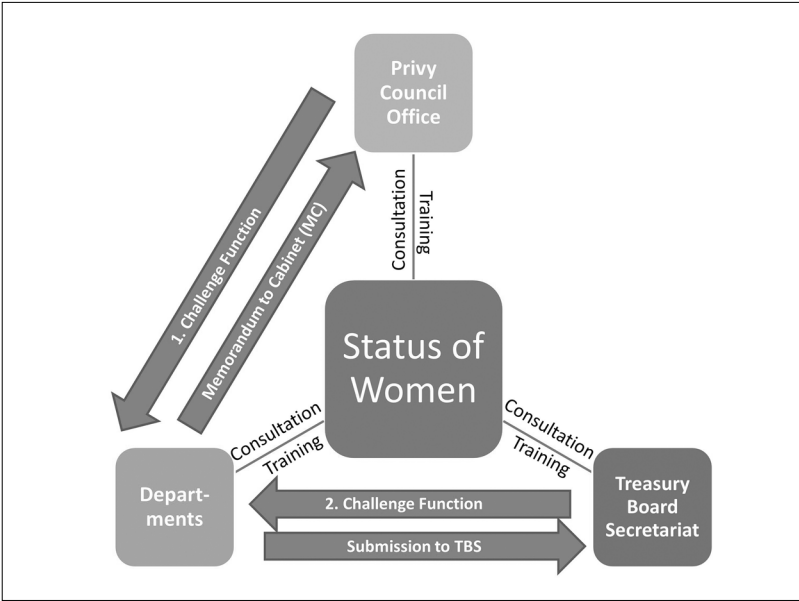 Privy
Council
Office
1. Challenge Function
Memorandum to Cabinet (MC)
Consultation
Training
Status of
Women
Consultation
Training
Consultation
Training
Depart-
ments
2. Challenge Function
Submission to TBS
Treasury
Board
Secretariat